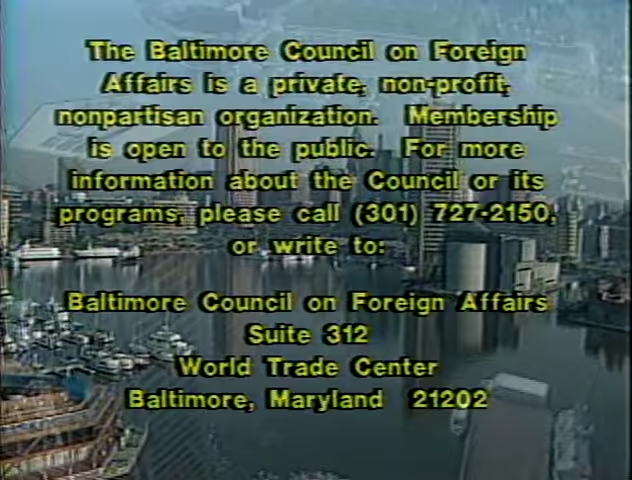 The Baltimore Council on Foreign
Affairs is a private, non-profit,
nonpartisan organization. Membership
is open to the public. For more
information about the Council or its
programs, please call (301) 727-2150,
or write to:
Baltimore Council on Foreign Affairs
Suite 312
World Trade Center
Baltimore, Maryland 21202